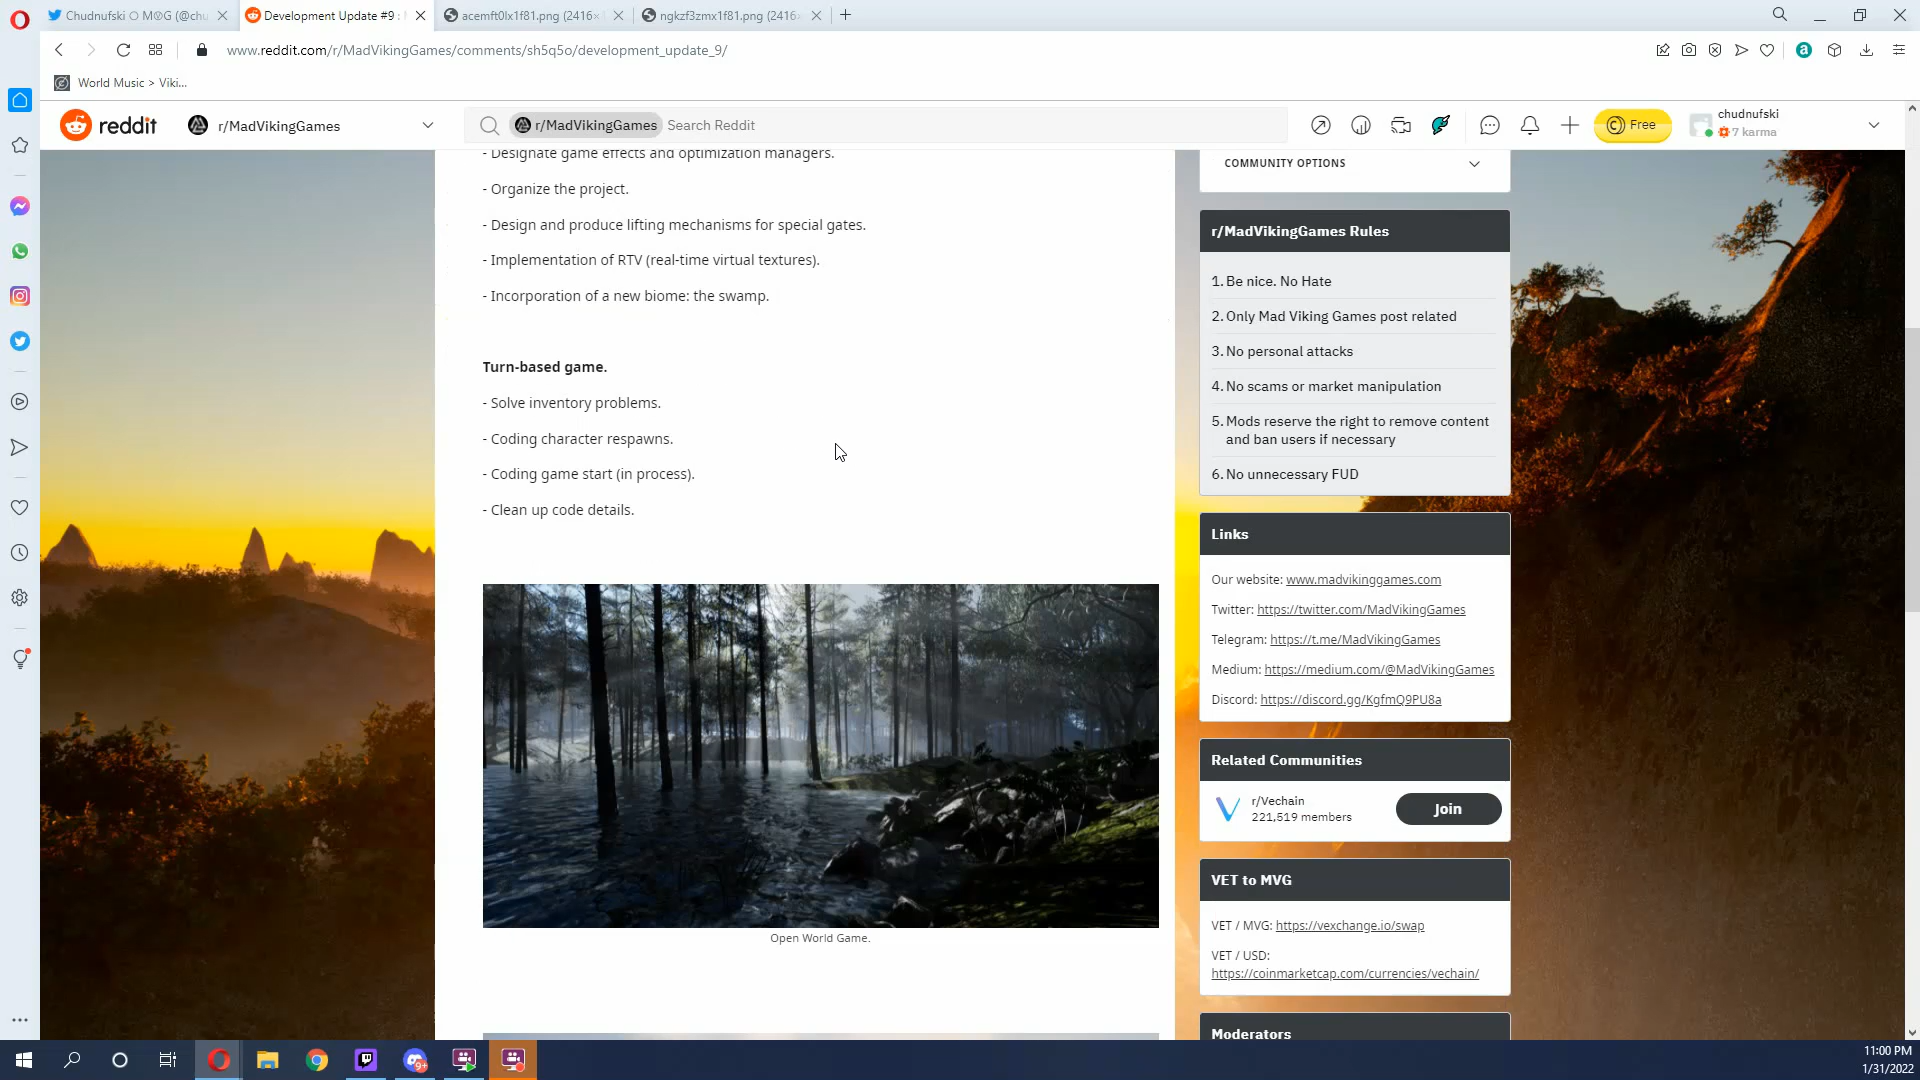 Chudnufski O M
Development Update #9 :
acemft0lx1f81.png (2416×
ngkzf3zmx1f81.png (2416×
www.reddit.com/r/MadVikingGames/comments/sh5q5o/development_update_9/
World Music > Viki...
reddit
r/MadVikingGames
r/MadVikingGames Search Reddit
Free
chudnufski
7 karma
- Designate game effects and optimization managers.
- Organize the project.
- Design and produce lifting mechanisms for special gates.
- Implementation of RTV (real-time virtual textures).
- Incorporation of a new biome: the swamp.
Turn-based game.
- Solve inventory problems.
- Coding character respawns.
- Coding game start (in process).
- Clean up code details.
Open World Game.
COMMUNITY OPTIONS
r/MadVikingGames Rules
1. Be nice. No Hate
2. Only Mad Viking Games post related
3. No personal attacks
4. No scams or market manipulation
5. Mods reserve the right to remove content
and ban users if necessary
6. No unnecessary FUD
Links
Our website: www.madvikinggames.com
Twitter: https://twitter.com/MadVikingGames
Telegram: https://t.me/MadVikingGames
Medium: https://medium.com/@MadVikingGames
Discord: https://discord.gg/KgfmQ9PU8a
Related Communities
r/Vechain
221,519 members
Join
VET to MVG
VET / MVG: https://vexchange.io/swap
VET / USD:
https://coinmarketcap.com/currencies/vechain/
Moderators
9+
11:00 PM
1/31/2022